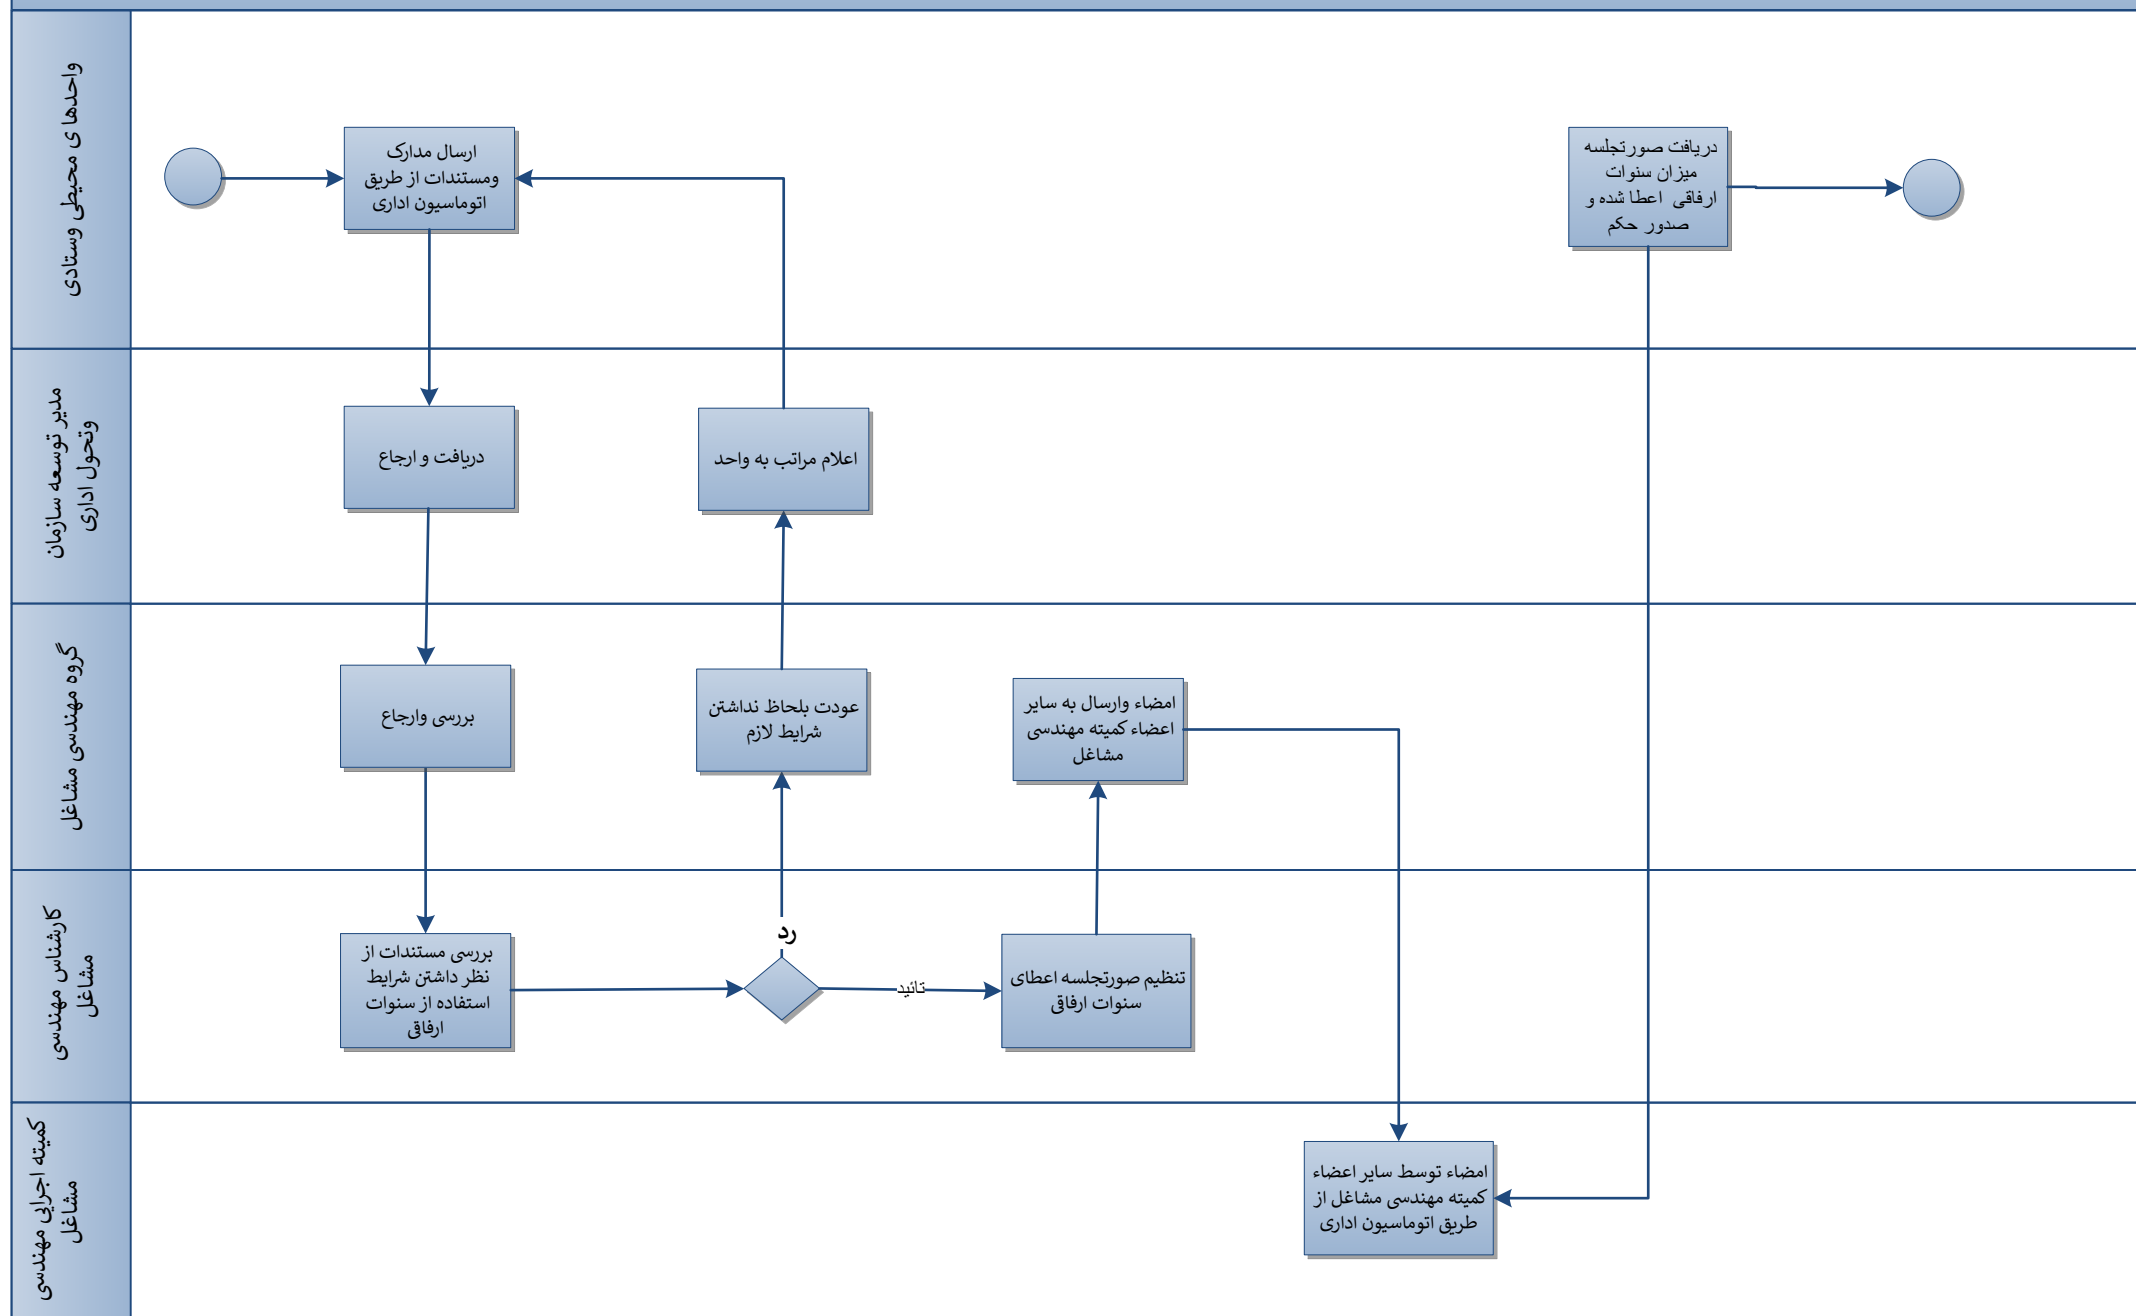 واحدها ی محیطی وستادی
ارسال مدارک
ومستندات از طریق
اتوماسیون اداری
دریافت صورتجلسه
میزان سنوات
ارفاقی اعطا شده و
صدور حکم
مدیر توسعه سازمان
وتحول اداری
دریافت و ارجاع
اعلام مراتب به واحد
گروه مهندسی مشاغل
بررسی وارجاع
عودت بلحاظ نداشتن
شرایط لازم
امضاء وارسال به سایر
اعضاء کمیته مهندسی
مشاغل
کارشناس مهندسی
مشاغل
بررسی مستندات از
نظر داشتن شرایط
استفاده از سنوات
ارفاقی
رد
تائید
تنظیم صورتجلسه اعطای
سنوات ارفاقی
کمیته اجرایی مهندسی
مشاغل
امضاء توسط سایر اعضاء
کمیته مهندسی مشاغل از
طریق اتوماسیون اداری